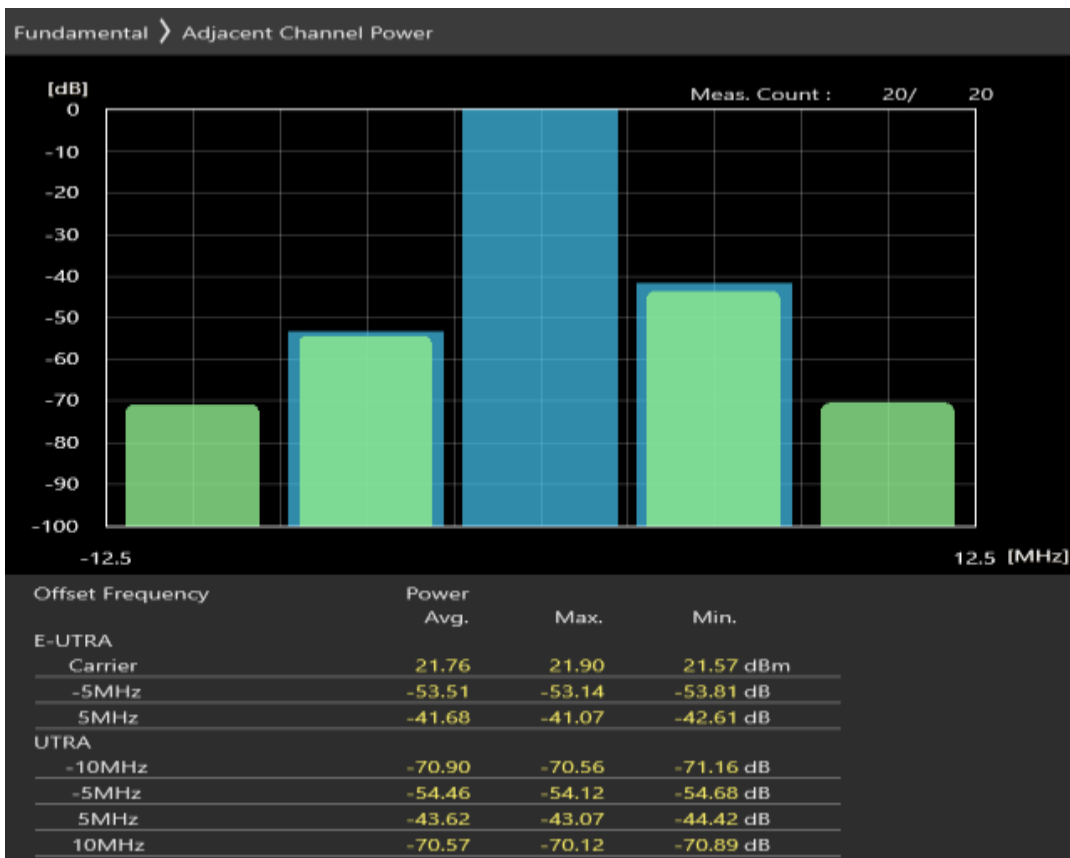 Fundamental 〉 Adjacent Channel Power
[dB]
Meas. Count : 20/ 20
0
-10
-20
-30
-40
-50
-60
-70
-80
-90
-100
-12.5 12.5 [MHz]
Offset Frequency Power
Avg. Max. Min.
E-UTRA
Carrier 21.76 21.90 21.57 dBm
-5MHz -53.51 -53.14 -53.81 dB
5MHz -41.68 -41.07 -42.61 dB
UTRA
-10MHz -70.90 -70.56 -71.16 dB
-5MHz -54.46 -54.12 -54.68 dB
5MHz -43.62 -43.07 -44.42 dB
10MHz -70.57 -70.12 -70.89 dB